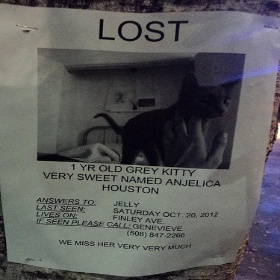 LOST
1 YR OLD GREY KITTY
VERY SWEET NAMED ANJELICA
HOUSTON
ANSWERS TO: JELLY
LAST SEEN: SATURDAY OCT. 20, 2012
LIVES ON: FINLEY AVE.
IF SEEN PLEASE CALL: GENEVIEVE
(508) 847-2266
WE MISS HER VERY VERY MUCH